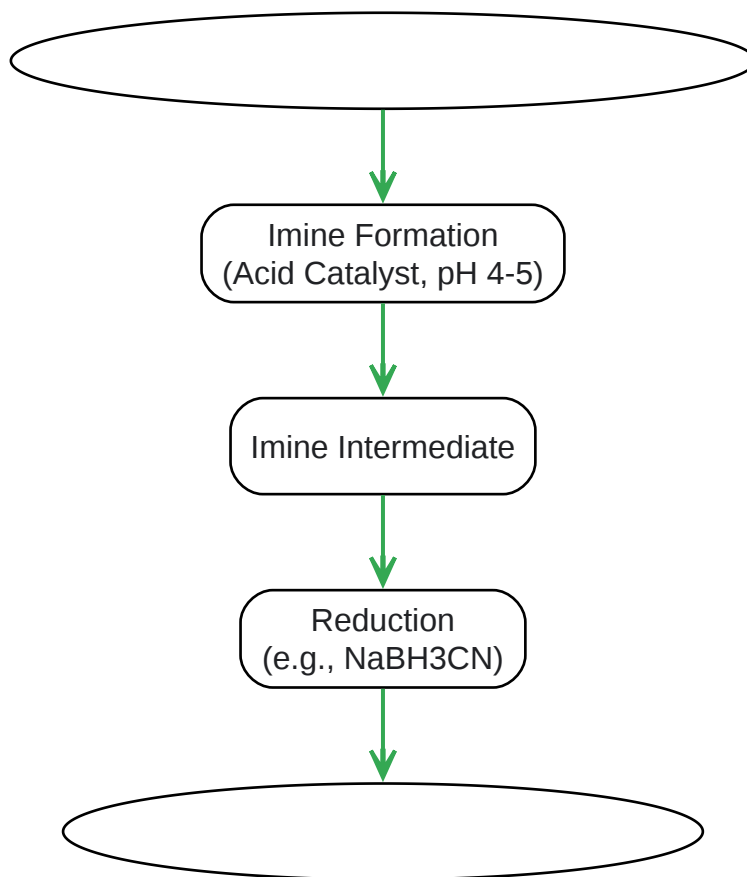 Imine Formation
(Acid Catalyst, pH 4-5)
Imine Intermediate
Reduction
(e.g., NaBH3CN)